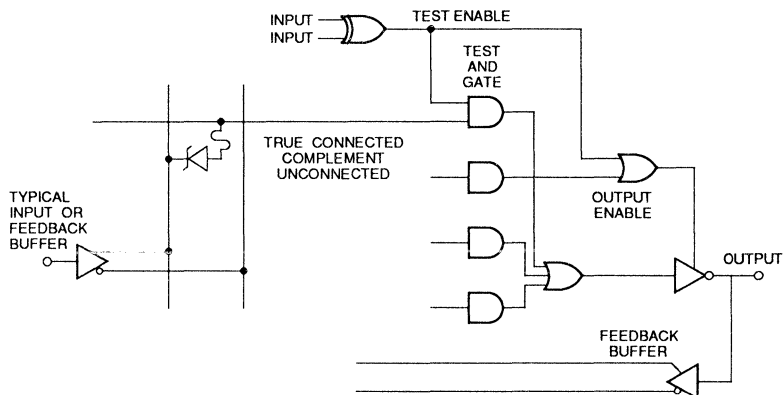 INPUT
INPUT
TEST ENABLE
TEST
AND
GATE
TRUE CONNECTED
COMPLEMENT
UNCONNECTED
TYPICAL
INPUT OR
FEEDBACK
BUFFER
OUTPUT
ENABLE
OUTPUT
FEEDBACK
BUFFER